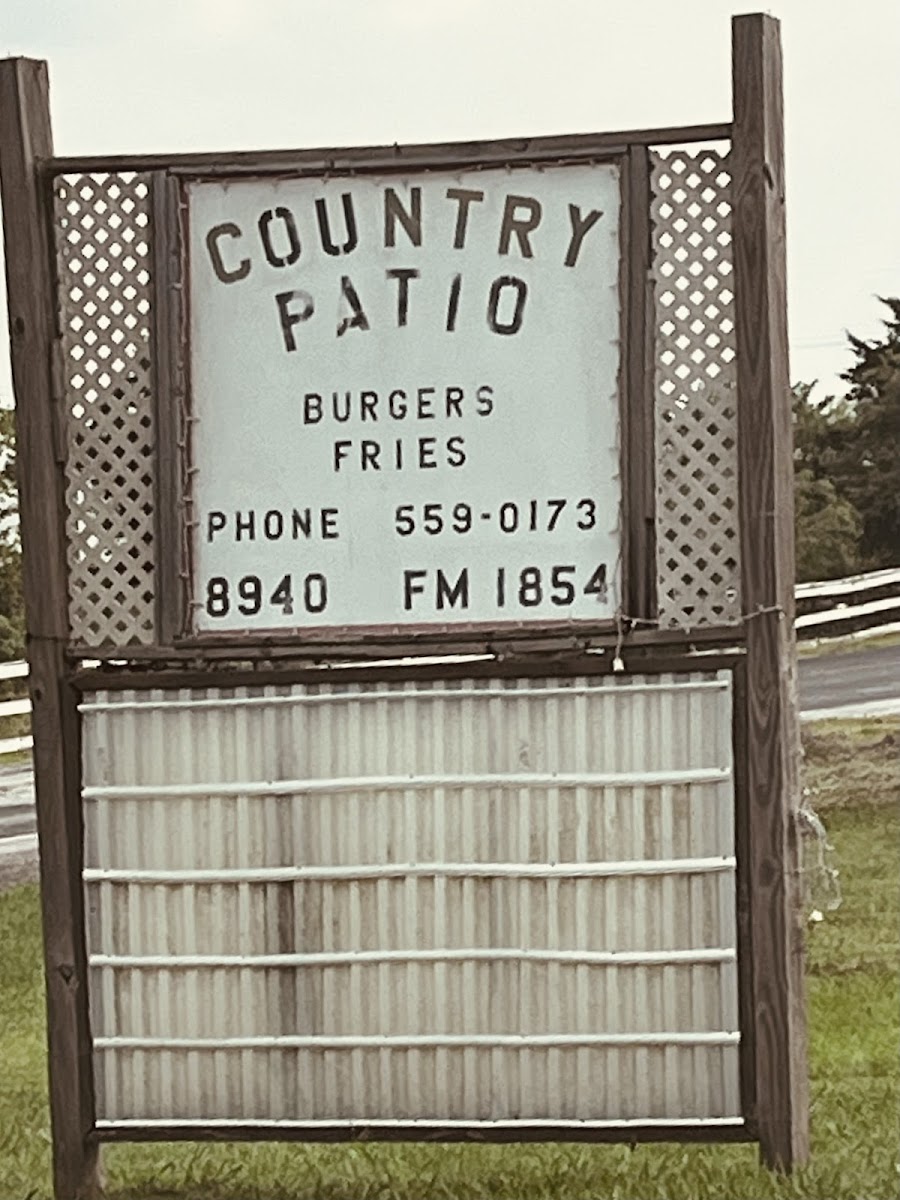 COUNTRY
PATIO
BURGERS
FRIES
PHONE 559-0173
8940 FM 1854